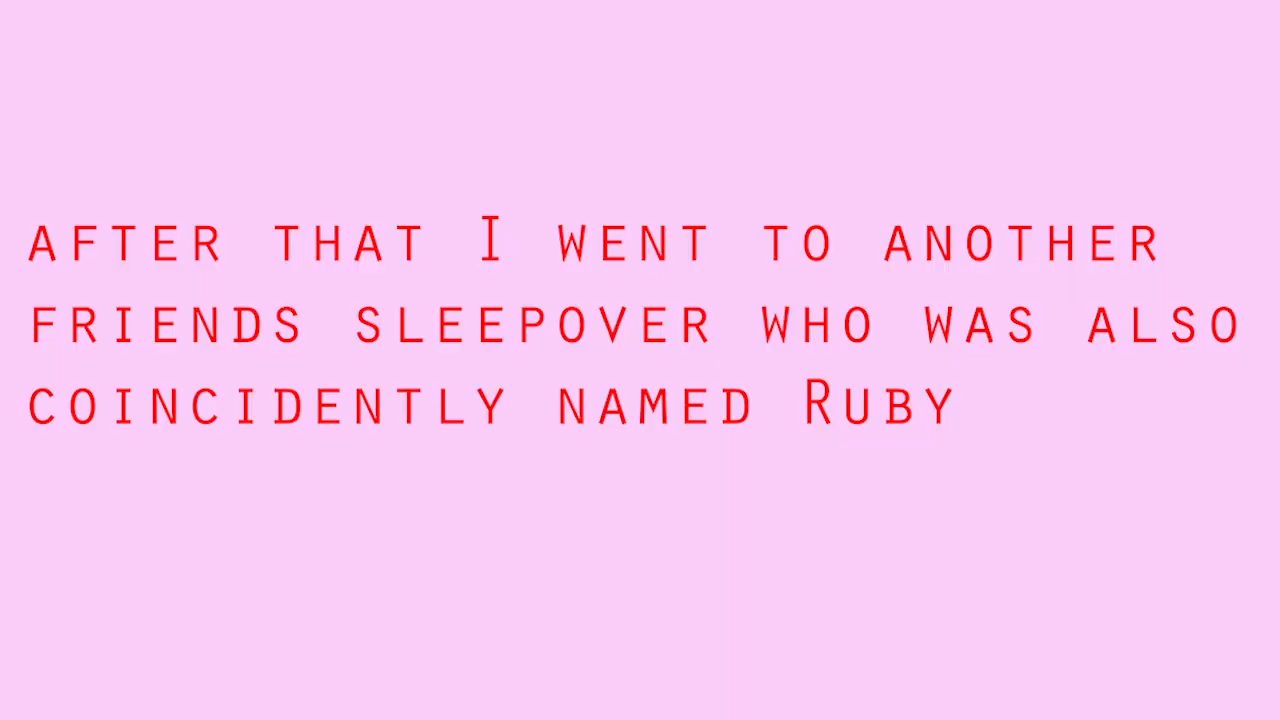 after that I went to another
friends sleepover who was also
coincidently named Ruby